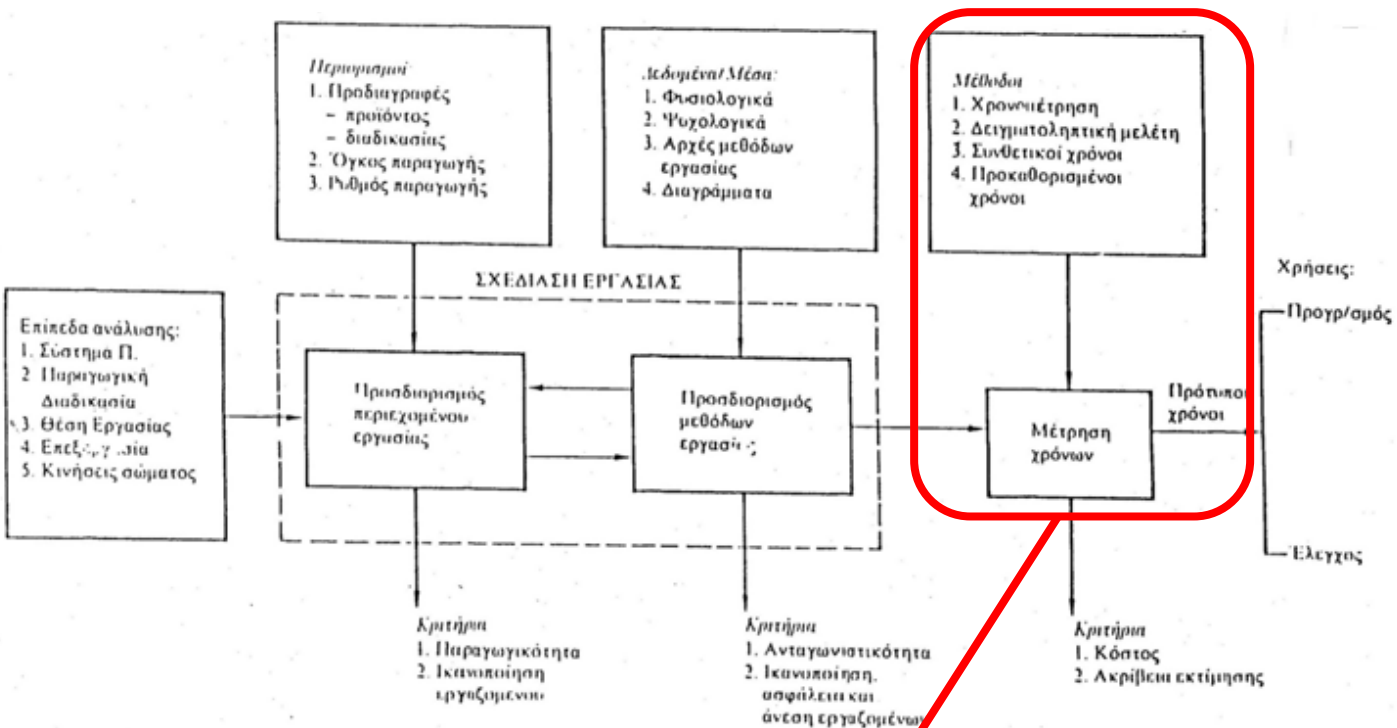 Περιορισμοί
1. Προδιαγραφές
– προϊόντος
– διαδικασίας
2. Όγκος παραγωγής
3. Ρυθμός παραγωγής
Δεδομένα/Μέσα:
1. Φυσιολογικά
2. Ψυχολογικά
3. Αρχές μεθόδων
εργασίας
4. Διαγράμματα
Μέθοδοι
1. Χρονομέτρηση
2. Δειγματοληπτική μελέτη
3. Συνθετικοί χρόνοι
4. Προκαθορισμένοι
χρόνοι
ΣΧΕΔΙΑΣΗ ΕΡΓΑΣΙΑΣ
Επίπεδα ανάλυσης:
1. Σύστημα Π.
2 Παραγωγική
Διαδικασία
3. Θέση Εργασίας
4.
5. Κινήσεις σώματος
Προσδιορισμός
περιεχομένου
εργασίας
Προσδιορισμός
μεθόδων
Μέτρηση
χρόνων
Πρότυποι
χρόνοι
Χρήσεις:
Προγρ/σμός
Έλεγχος
Κριτήρια
1. Παραγωγικότητα
2. Ικανοποίηση
εργαζομένου
Κριτήρια
1. Ανταγωνιστικότητα
2. Ικανοποίηση,
ασφάλεια και
άνεση εργαζομένων
Κριτήρια
1. Κόστος
2. Ακρίβεια εκτίμησης